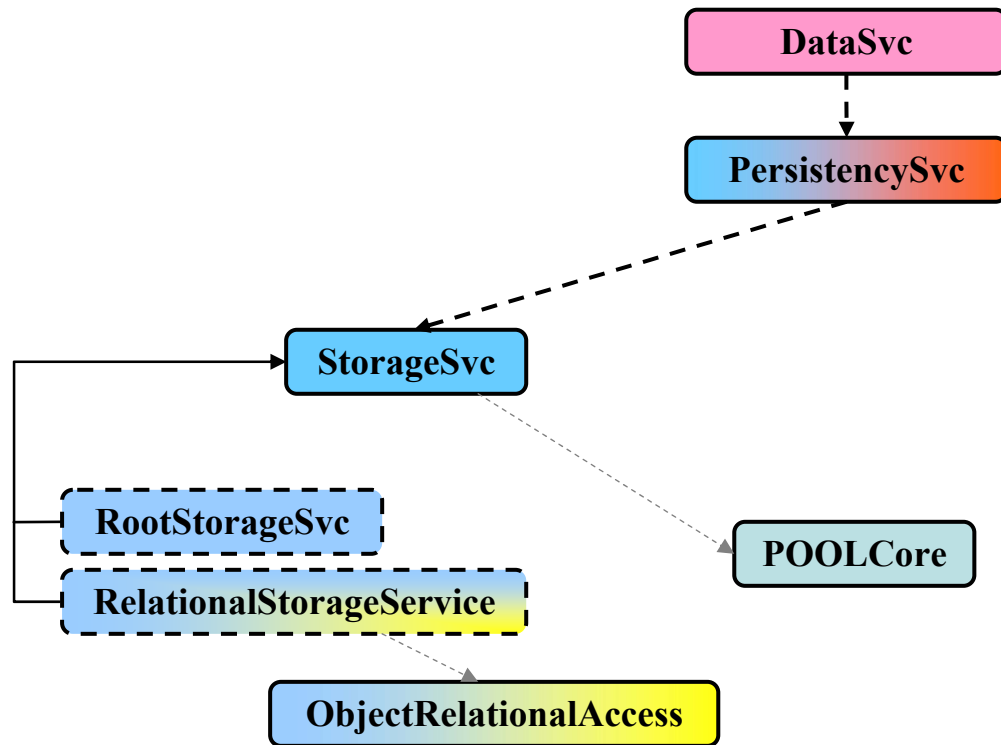 DataSvc
PersistencySvc
StorageSvc
RootStorageSvc
POOLCore
RelationalStorageService
ObjectRelationalAccess